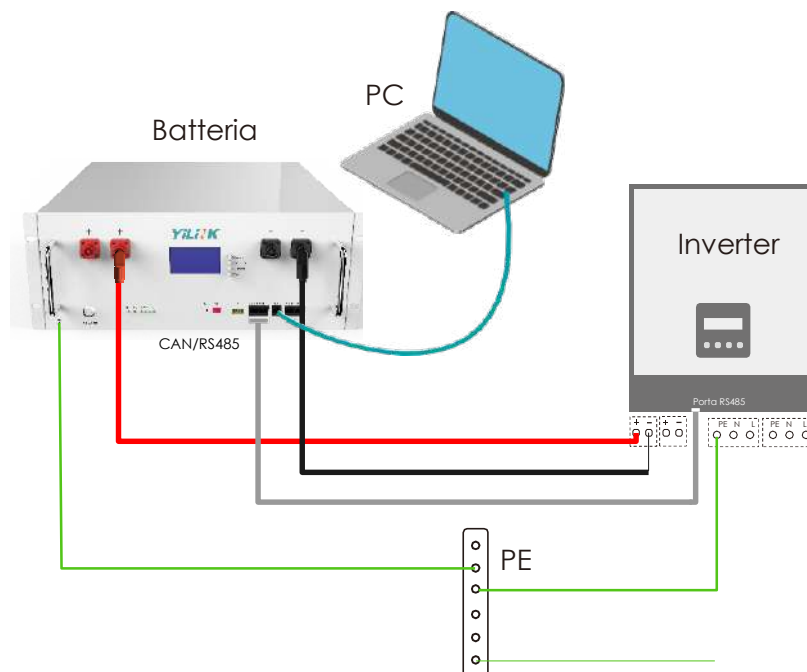 PC
Batteria
YiLiNK
Inverter
CAN/RS485
Porta RS485
+ − + −
PE N L PE N L
PE